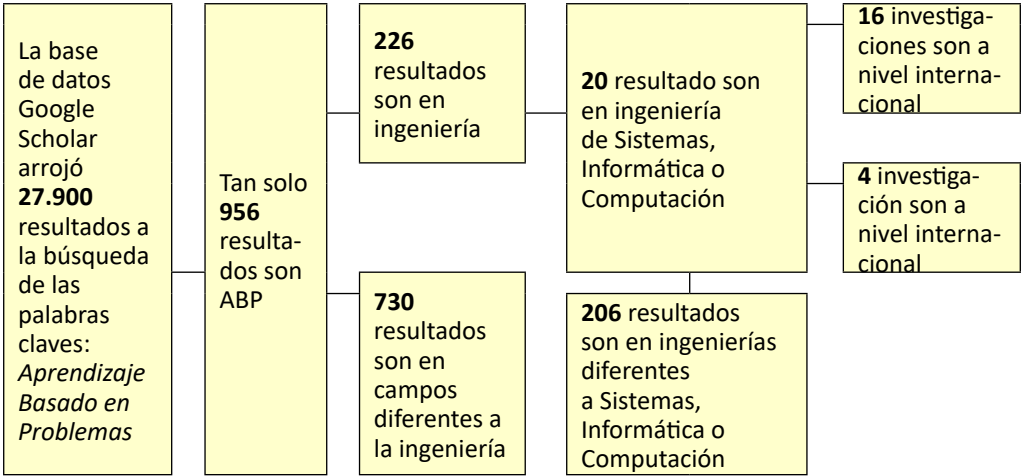 La base
de datos
Google
Scholar
arrojó
27.900
resultados a
la búsqueda
de las
palabras
claves:
Aprendizaje
Basado en
Problemas
Tan solo
956
resulta-
dos son
ABP
226
resultados
son en
ingeniería
730
resultados
son en
campos
diferentes a
la ingeniería
20 resultado son
en ingeniería
de Sistemas,
Informática o
Computación
206 resultados
son en ingenierías
diferentes
a Sistemas,
Informática o
Computación
16 investiga-
ciones son a
nivel interna-
cional
4 investiga-
ción son a
nivel interna-
cional